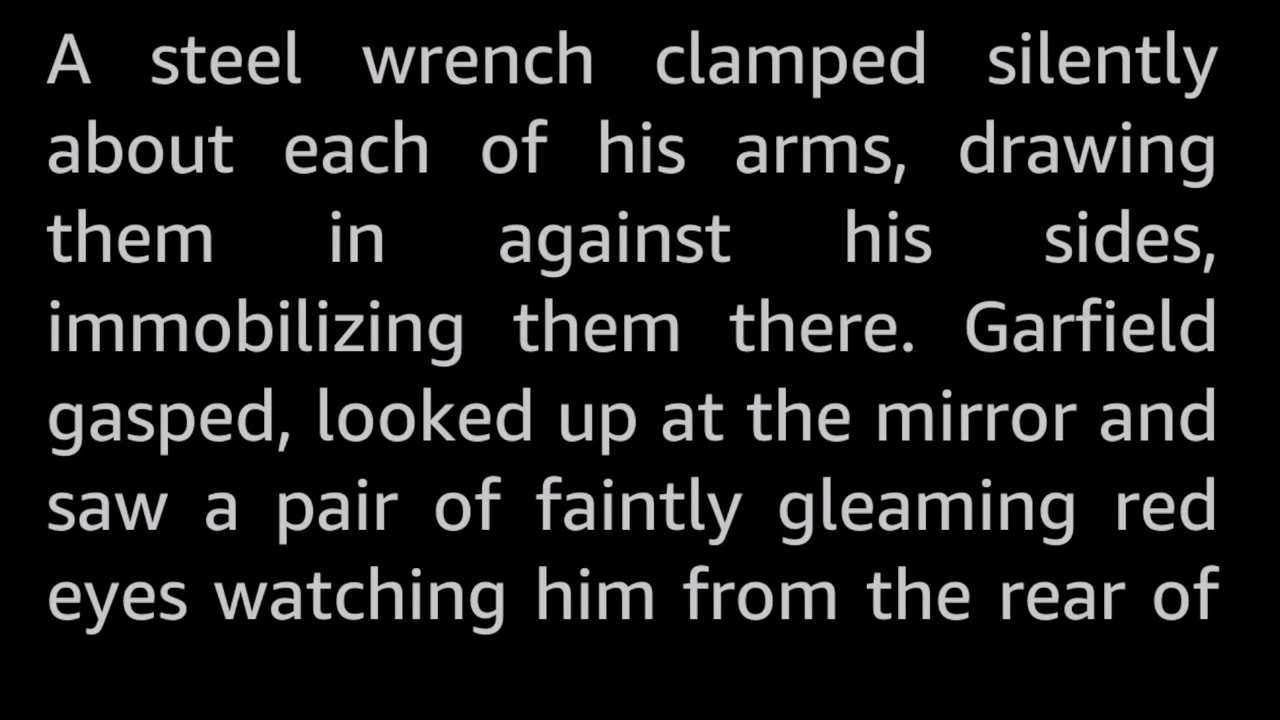 A steel wrench clamped silently
about each of his arms, drawing
them in against his sides,
immobilizing them there. Garfield
gasped, looked up at the mirror and
saw a pair of faintly gleaming red
eyes watching him from the rear of